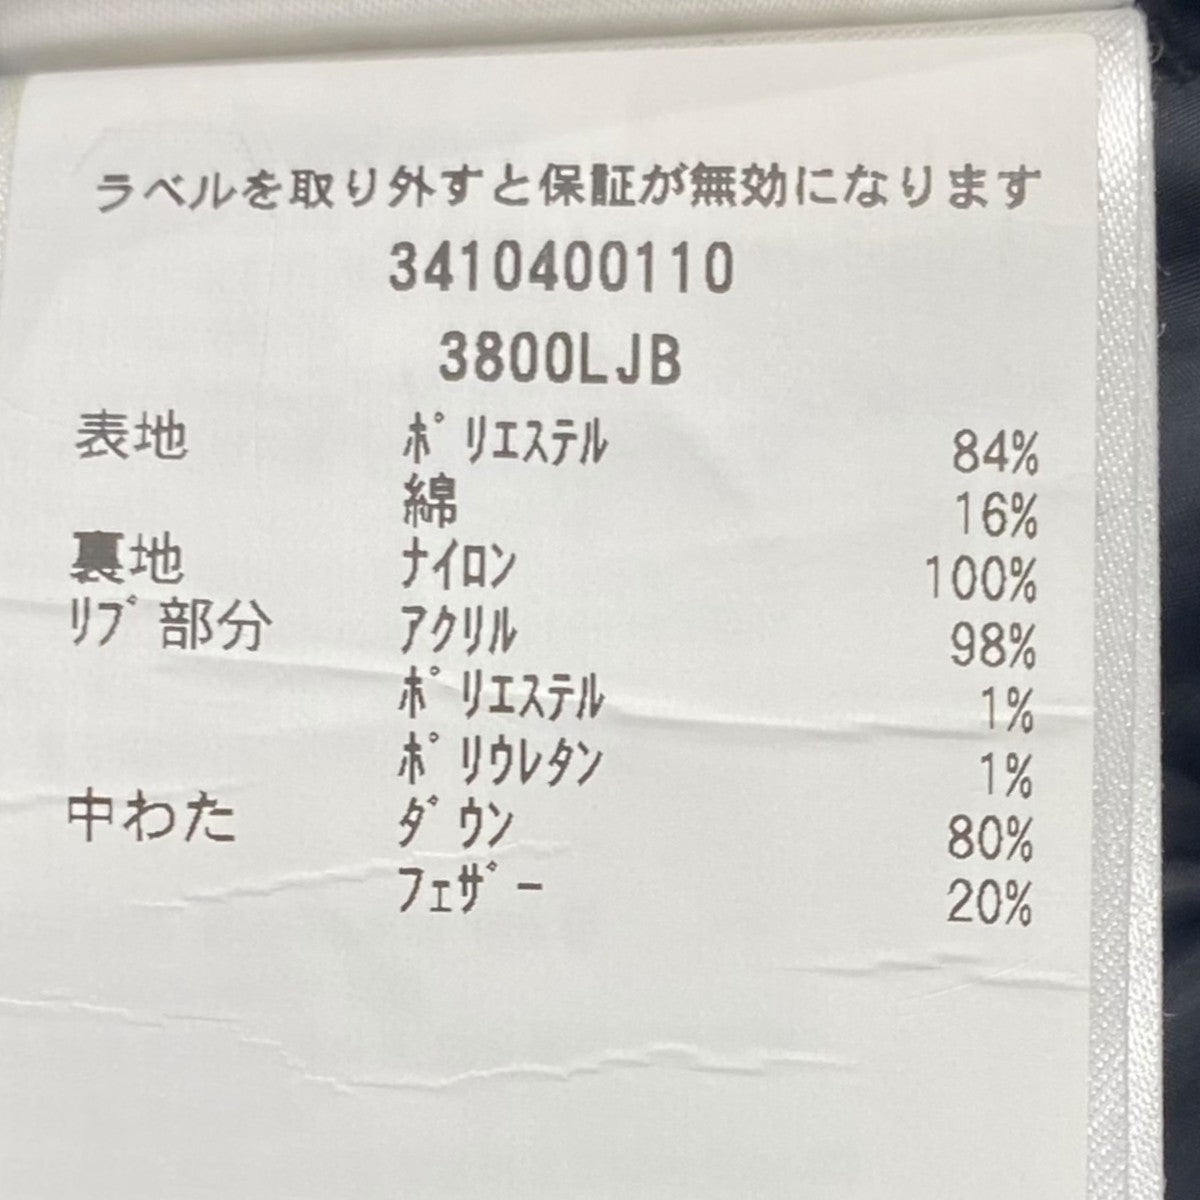 ラベルを取り外すと保証が無効になります
3410400110
3800LJB
表地 ﾎﾟﾘｴｽﾃﾙ 84%
綿 16%
裏地 ﾅｲﾛﾝ 100%
ﾘﾌﾞ部分 ｱｸﾘﾙ 98%
ﾎﾟﾘｴｽﾃﾙ 1%
ﾎﾟﾘｳﾚﾀﾝ 1%
中わた ﾀﾞｳﾝ 80%
ﾌｪｻﾞｰ 20%